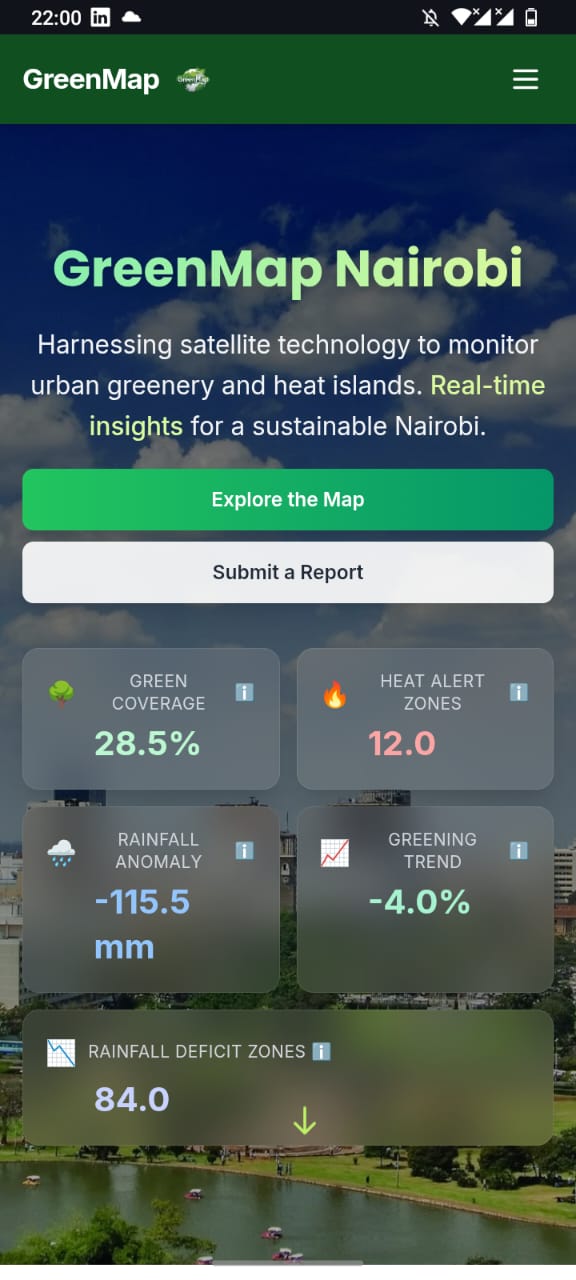 22:00
GreenMap
GreenMap Nairobi
Harnessing satellite technology to monitor
urban greenery and heat islands. Real-time
insights for a sustainable Nairobi.
Explore the Map
Submit a Report
GREEN
COVERAGE
28.5%
HEAT ALERT
ZONES
12.0
RAINFALL
ANOMALY
-115.5
mm
GREENING
TREND
-4.0%
RAINFALL DEFICIT ZONES
84.0